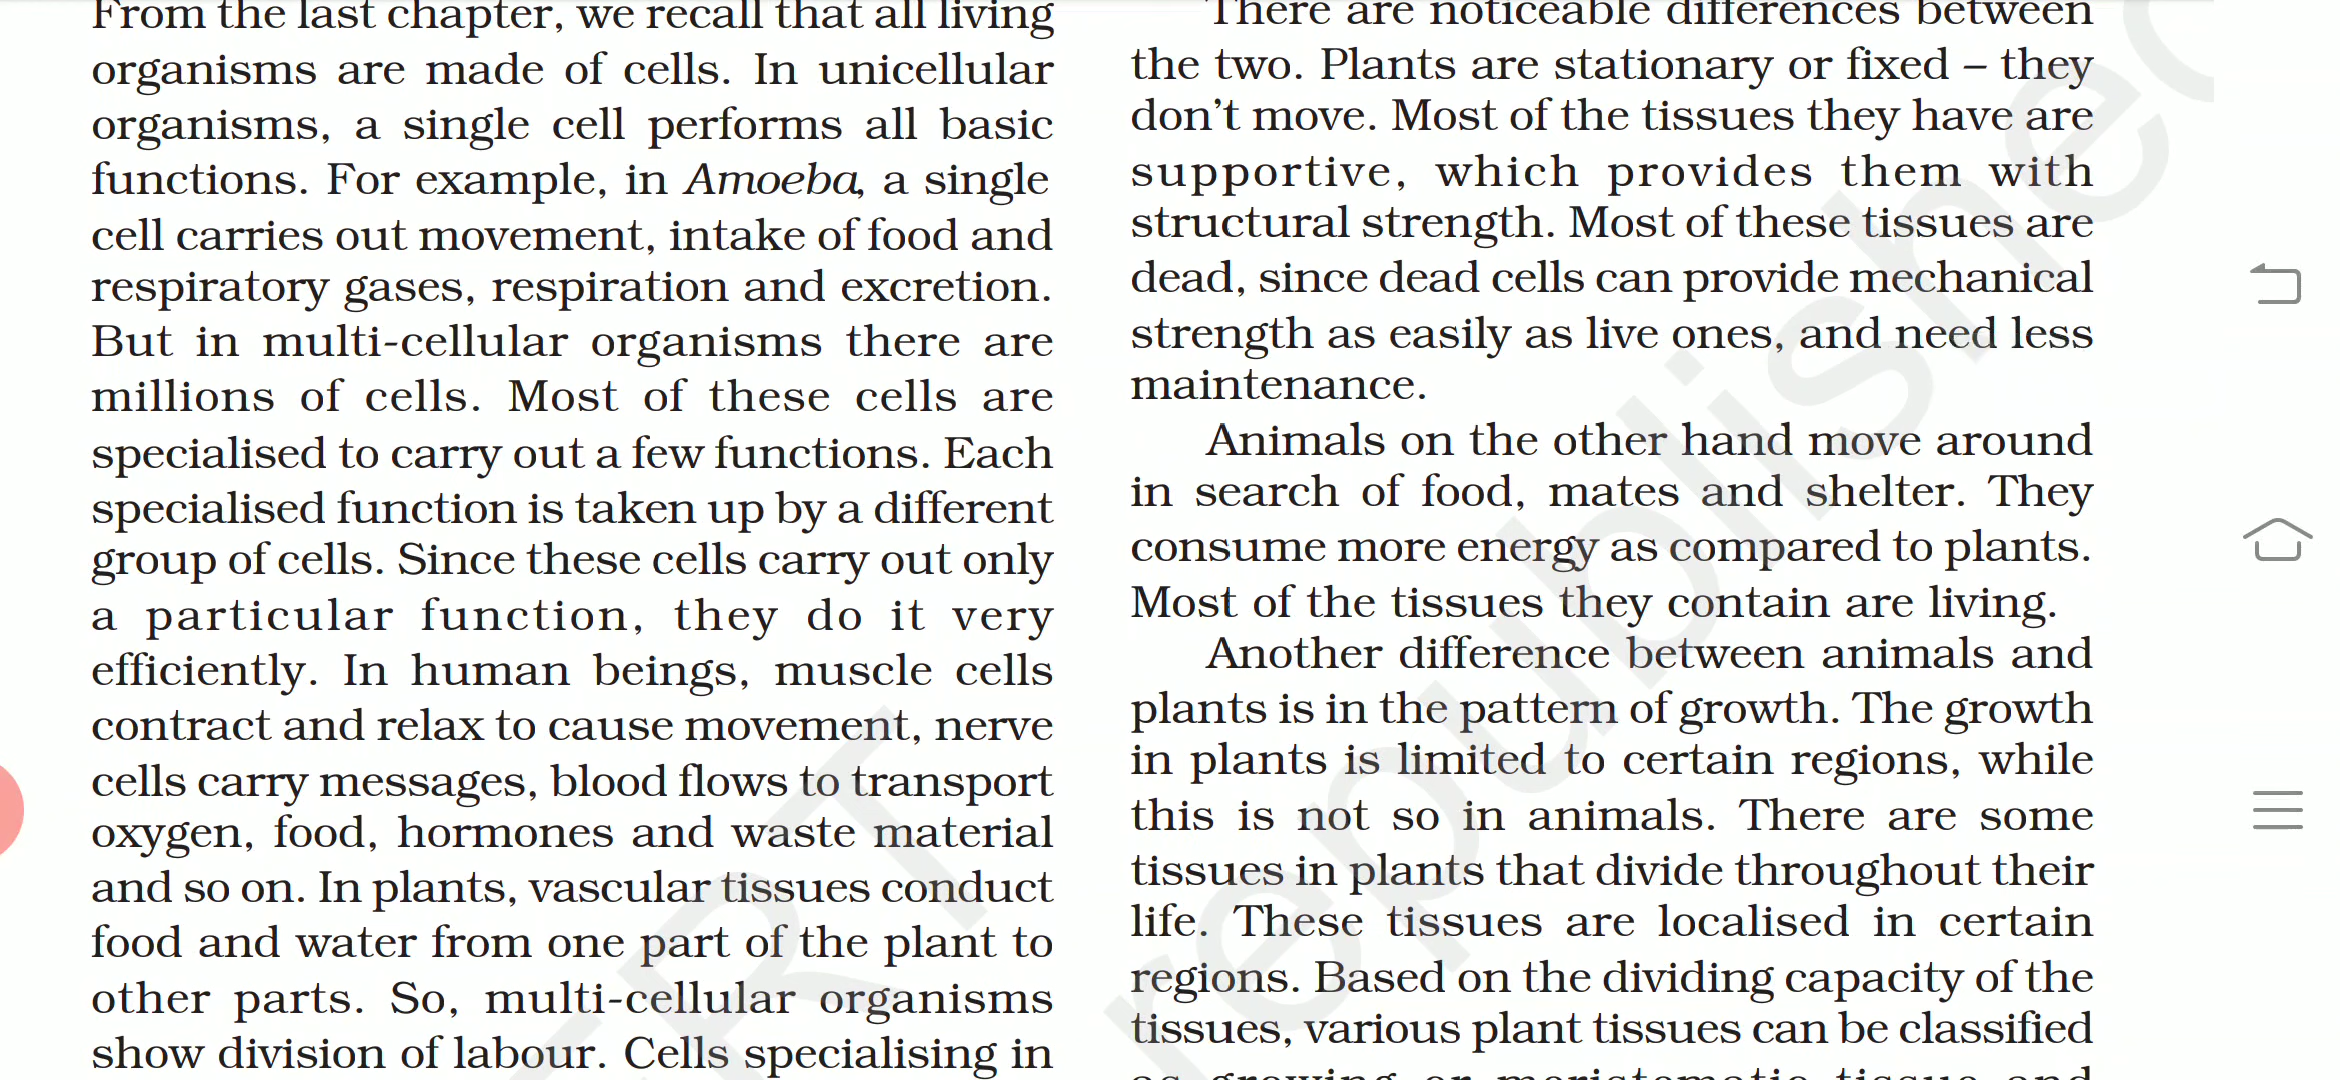 From the last chapter, we recall that all living
organisms are made of cells. In unicellular
organisms, a single cell performs all basic
functions. For example, in Amoeba, a single
cell carries out movement, intake of food and
respiratory gases, respiration and excretion.
But in multi-cellular organisms there are
millions of cells. Most of these cells are
specialised to carry out a few functions. Each
specialised function is taken up by a different
group of cells. Since these cells carry out only
a particular function, they do it very
efficiently. In human beings, muscle cells
contract and relax to cause movement, nerve
cells carry messages, blood flows to transport
oxygen, food, hormones and waste material
and so on. In plants, vascular tissues conduct
food and water from one part of the plant to
other parts. So, multi-cellular organisms
show division of labour. Cells specialising in
There are noticeable differences between
the two. Plants are stationary or fixed – they
don’t move. Most of the tissues they have are
supportive, which provides them with
structural strength. Most of these tissues are
dead, since dead cells can provide mechanical
strength as easily as live ones, and need less
maintenance.
Animals on the other hand move around
in search of food, mates and shelter. They
consume more energy as compared to plants.
Most of the tissues they contain are living.
Another difference between animals and
plants is in the pattern of growth. The growth
in plants is limited to certain regions, while
this is not so in animals. There are some
tissues in plants that divide throughout their
life. These tissues are localised in certain
regions. Based on the dividing capacity of the
tissues, various plant tissues can be classified
as growing or meristematic tissue and
RT
republishe